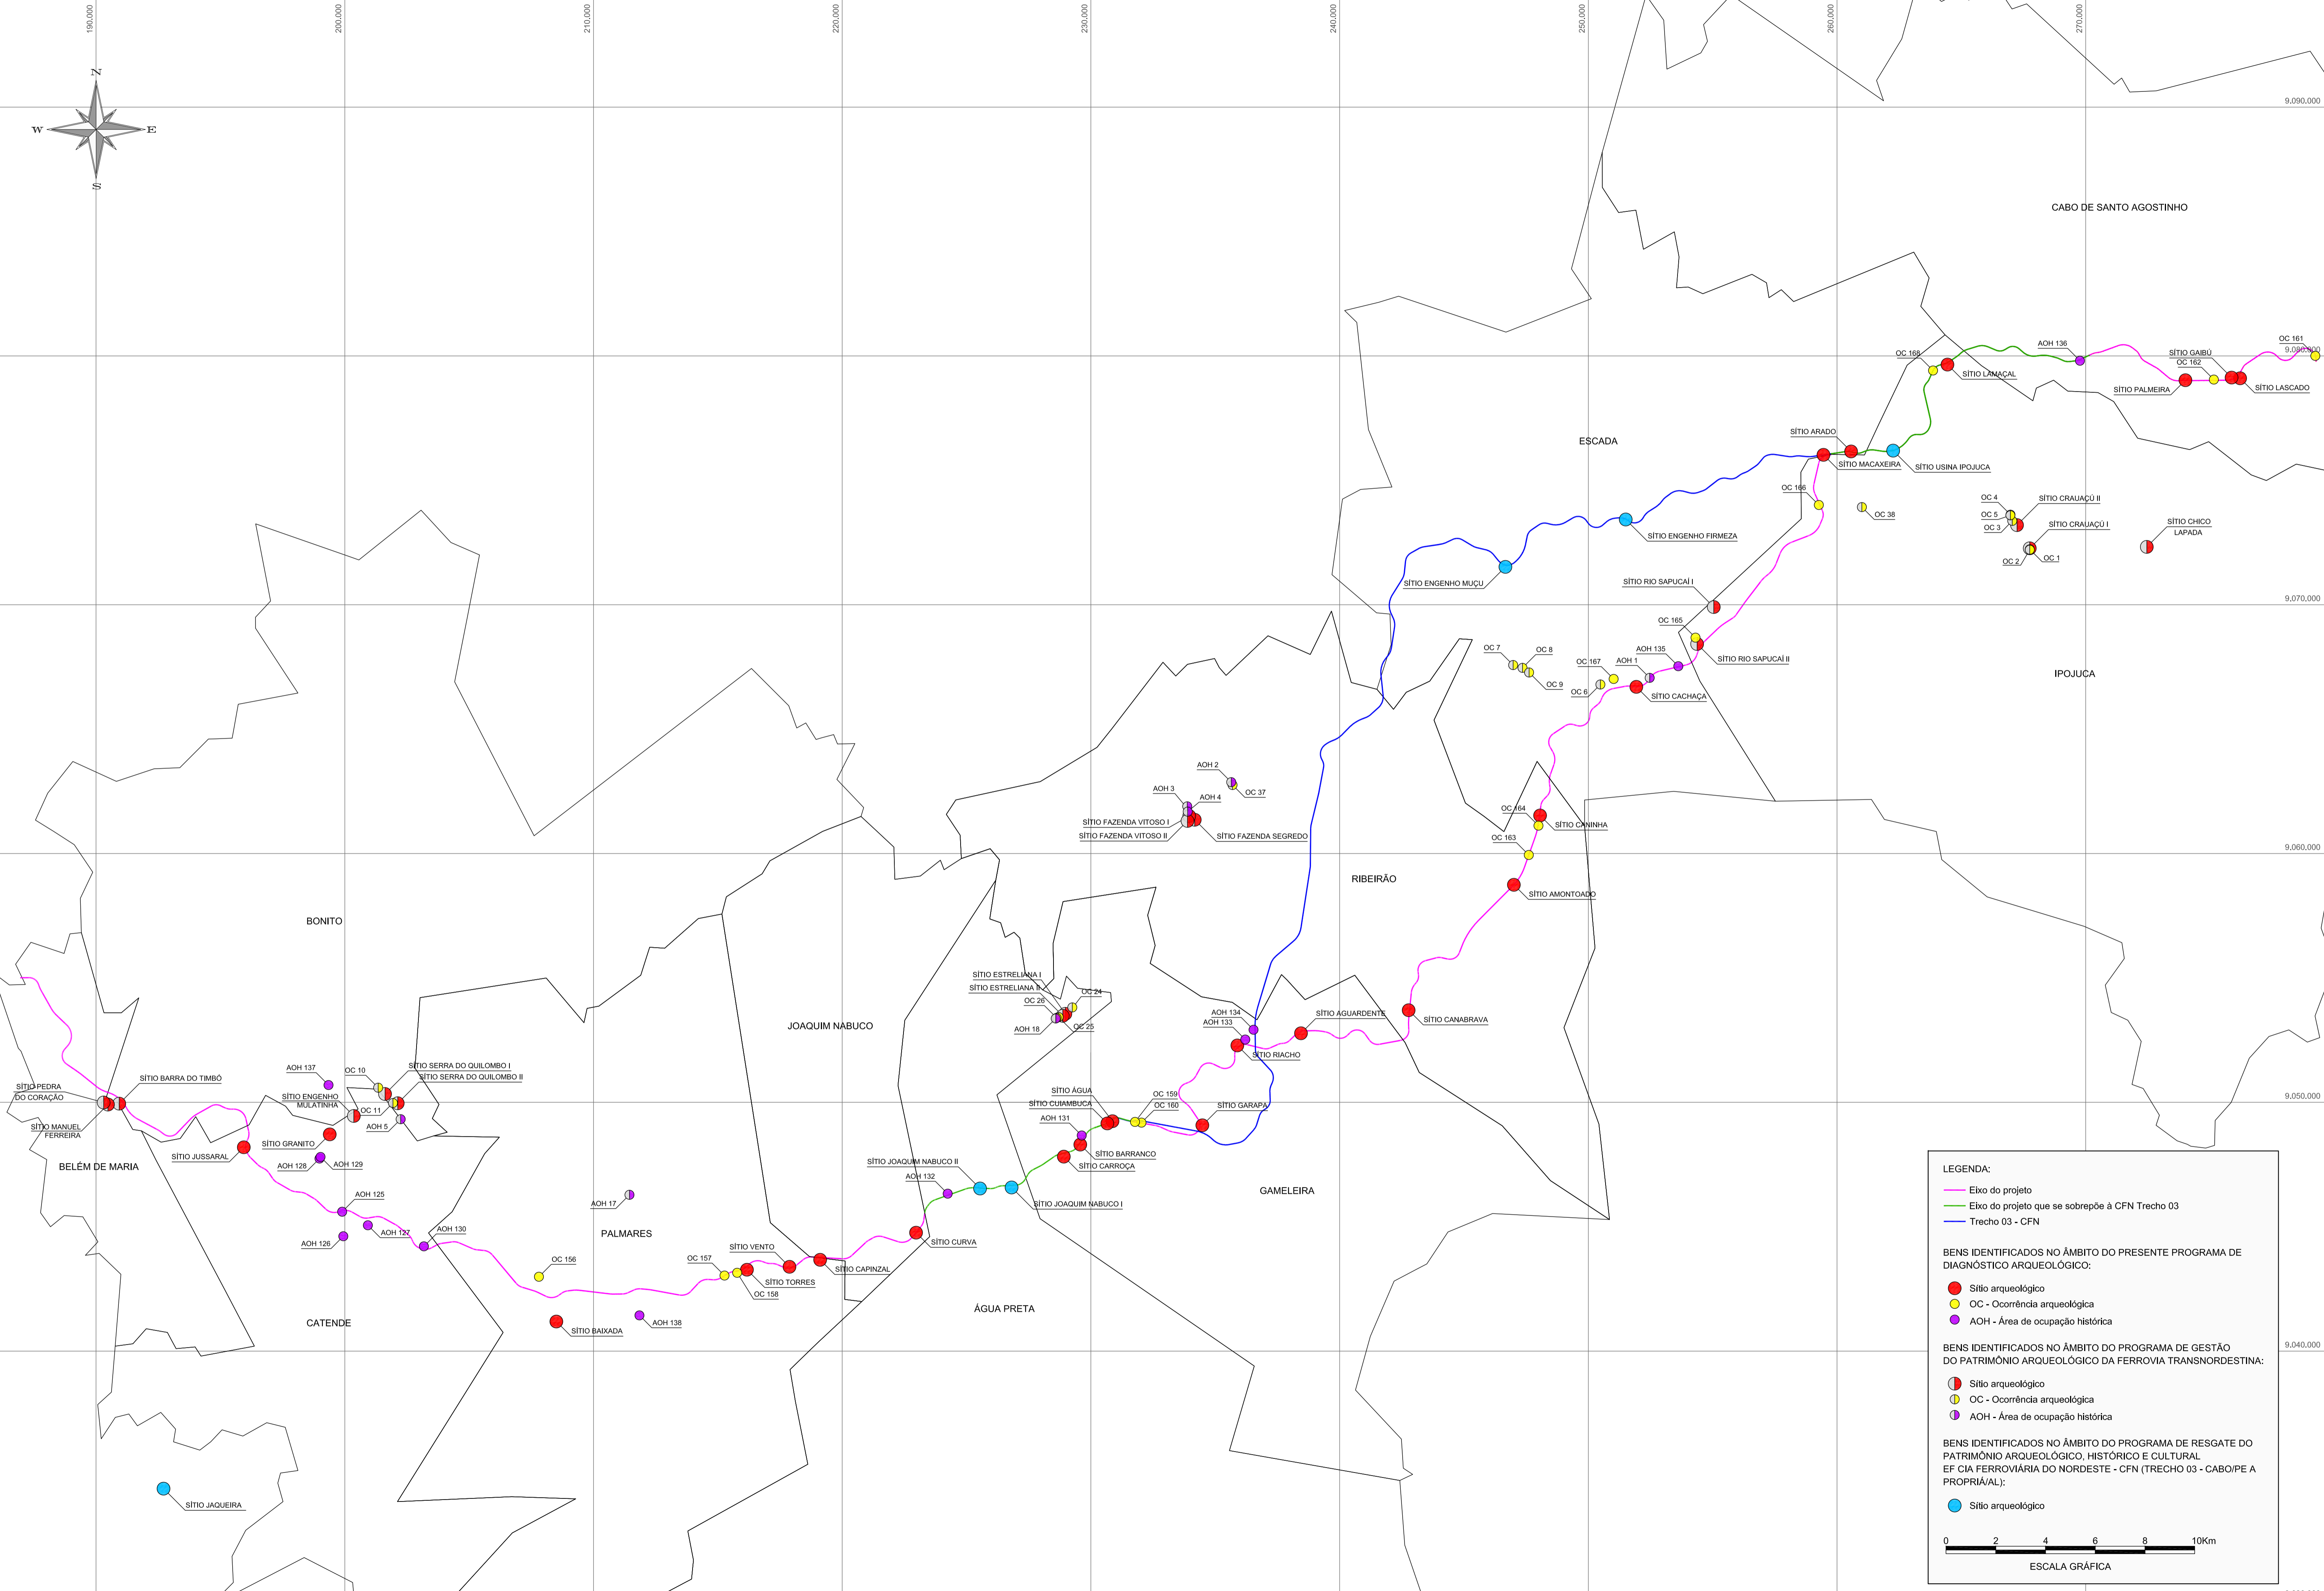 190.000
200.000
210.000
220.000
230.000
240.000
250.000
260.000
270.000
N
W
E
S
9.090.000
CABO DE SANTO AGOSTINHO
OC 161
AOH 136
9.080.000
SÍTIO GAIBÚ
OC 168
OC 162
SÍTIO LAMAÇAL
SÍTIO PALMEIRA
SÍTIO LASCADO
ESCADA
SÍTIO ARADO
SÍTIO MACAXEIRA
SÍTIO USINA IPOJUCA
OC 166
OC 38
OC 4
SÍTIO CRAUAÇÚ II
OC 5
OC 3
SÍTIO CRAUAÇÚ I
SÍTIO CHICO
LAPADA
OC 2
OC 1
SÍTIO ENGENHO FIRMEZA
SÍTIO ENGENHO MUÇU
SÍTIO RIO SAPUCAÍ I
9.070.000
OC 165
SÍTIO RIO SAPUCAÍ II
OC 7
OC 8
OC 9
OC 167
AOH 1
AOH 135
OC 6
SÍTIO CACHAÇA
IPOJUCA
AOH 2
OC 37
AOH 3
AOH 4
SÍTIO FAZENDA VITOSO I
SÍTIO FAZENDA VITOSO II
SÍTIO FAZENDA SEGREDO
OC 164
SÍTIO CANINHA
OC 163
9.060.000
RIBEIRÃO
SÍTIO AMONTOADO
BONITO
SÍTIO ESTRELIANA I
SÍTIO ESTRELIANA II
OC 24
OC 26
AOH 18
OC 25
JOAQUIM NABUCO
AOH 134
AOH 133
SÍTIO AGUARDENTE
SÍTIO CANABRAVA
SÍTIO RIACHO
AOH 137
OC 10
SÍTIO SERRA DO QUILOMBO I
SÍTIO SERRA DO QUILOMBO II
SÍTIO PEDRA
DO CORAÇÃO
SÍTIO BARRA DO TIMBÓ
SÍTIO ENGENHO
MULATINHA
OC 11
AOH 5
SÍTIO ÁGUA
SÍTIO CUIAMBUCA
OC 159
OC 160
SÍTIO GARAPA
9.050.000
SÍTIO MANUEL
FERREIRA
AOH 131
SÍTIO GRANITO
SÍTIO JUSSARAL
AOH 128
AOH 129
BELÉM DE MARIA
SÍTIO BARRANCO
SÍTIO CARROÇA
SÍTIO JOAQUIM NABUCO II
AOH 132
SÍTIO JOAQUIM NABUCO I
GAMELEIRA
AOH 17
AOH 125
AOH 127
AOH 126
AOH 130
PALMARES
SÍTIO CURVA
SÍTIO VENTO
OC 157
OC 156
SÍTIO CAPINZAL
SÍTIO TORRES
OC 158
ÁGUA PRETA
CATENDE
AOH 138
SÍTIO BAIXADA
9.040.000
SÍTIO JAQUEIRA
LEGENDA:
Eixo do projeto
Eixo do projeto que se sobrepõe à CFN Trecho 03
Trecho 03 - CFN
BENS IDENTIFICADOS NO ÂMBITO DO PRESENTE PROGRAMA DE
DIAGNÓSTICO ARQUEOLÓGICO:
Sítio arqueológico
OC - Ocorrência arqueológica
AOH - Área de ocupação histórica
BENS IDENTIFICADOS NO ÂMBITO DO PROGRAMA DE GESTÃO
DO PATRIMÔNIO ARQUEOLÓGICO DA FERROVIA TRANSNORDESTINA:
Sítio arqueológico
OC - Ocorrência arqueológica
AOH - Área de ocupação histórica
BENS IDENTIFICADOS NO ÂMBITO DO PROGRAMA DE RESGATE DO
PATRIMÔNIO ARQUEOLÓGICO, HISTÓRICO E CULTURAL
EF CIA FERROVIÁRIA DO NORDESTE - CFN (TRECHO 03 - CABO/PE A
PROPRIÁ/AL);
Sítio arqueológico
0 2 4 6 8 10Km
ESCALA GRÁFICA